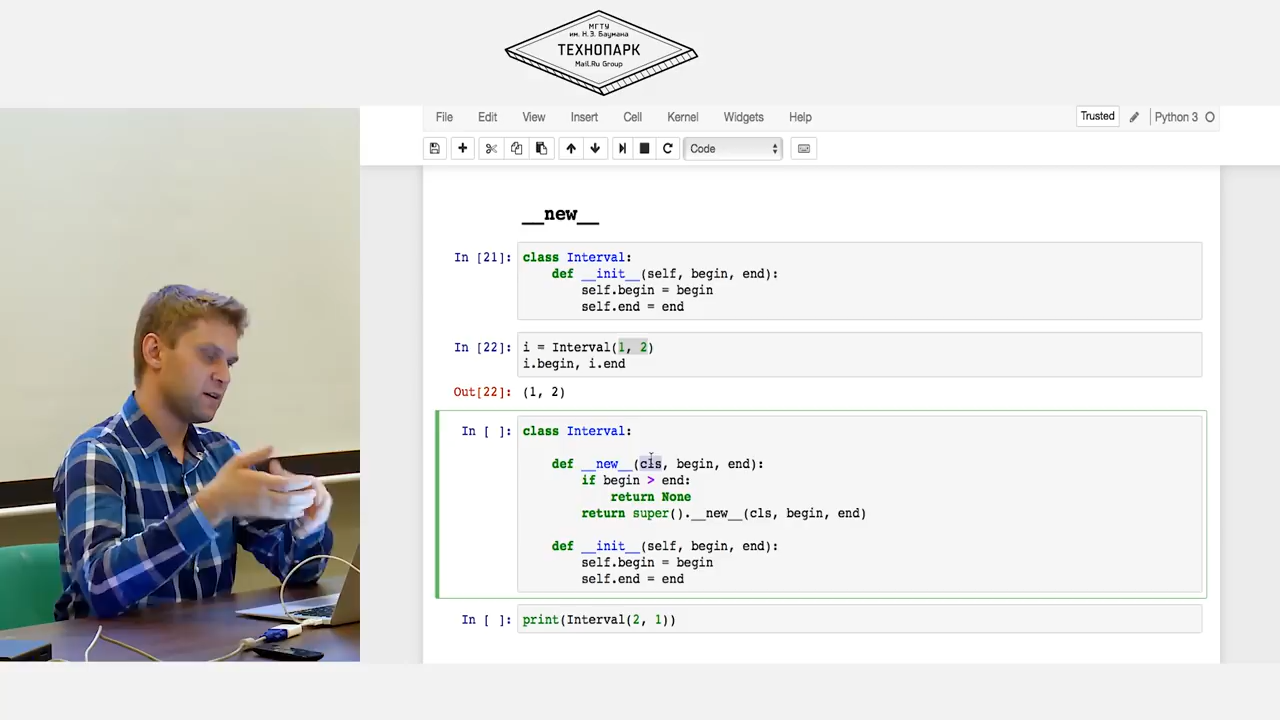 МГТУ
им. Н.Э. Баумана
ТЕХНОПАРК
Mail.Ru Group
File Edit View Insert Cell Kernel Widgets Help
Trusted
Python 3
Code
__new__
In [21]:
class Interval:
    def __init__(self, begin, end):
        self.begin = begin
        self.end = end
In [22]:
i = Interval(1, 2)
i.begin, i.end
Out[22]: (1, 2)
In [ ]:
class Interval:
    def __new__(cls, begin, end):
        if begin > end:
            return None
        return super().__new__(cls, begin, end)
    def __init__(self, begin, end):
        self.begin = begin
        self.end = end
In [ ]:
print(Interval(2, 1))